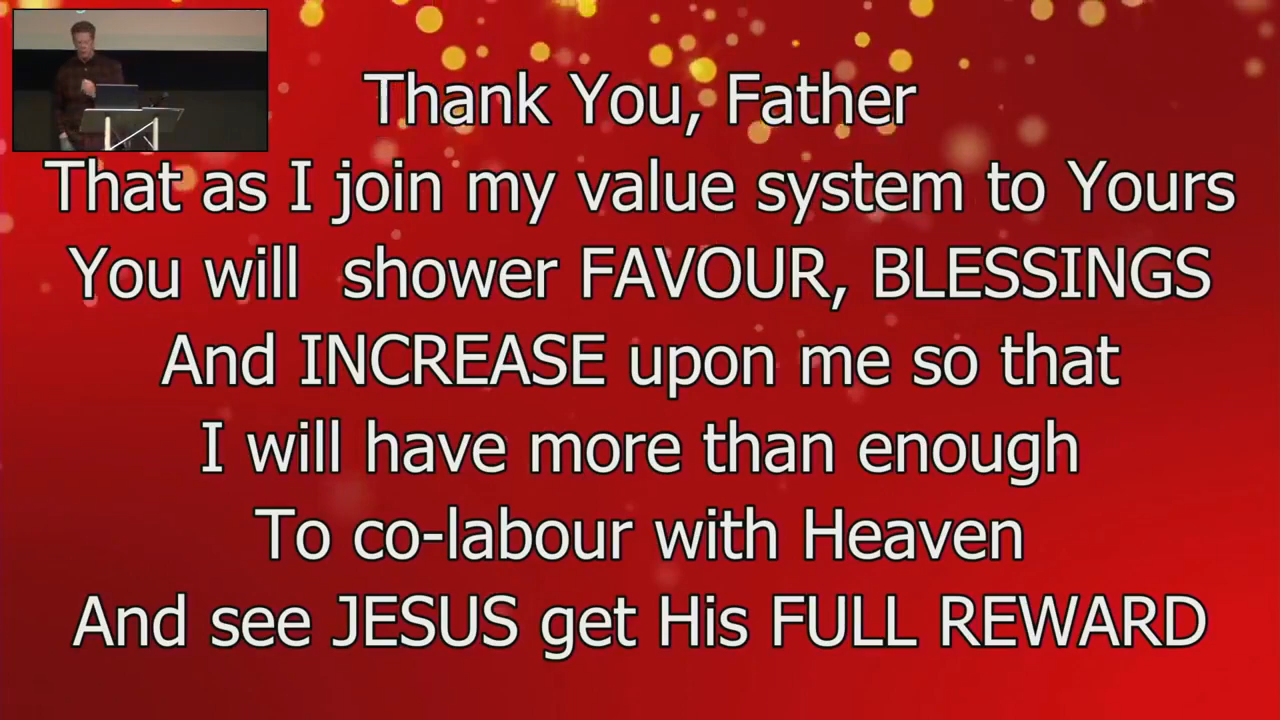 Thank You, Father
That as I join my value system to Yours
You will  shower FAVOUR, BLESSINGS
And INCREASE upon me so that
I will have more than enough
To co-labour with Heaven
And see JESUS get His FULL REWARD